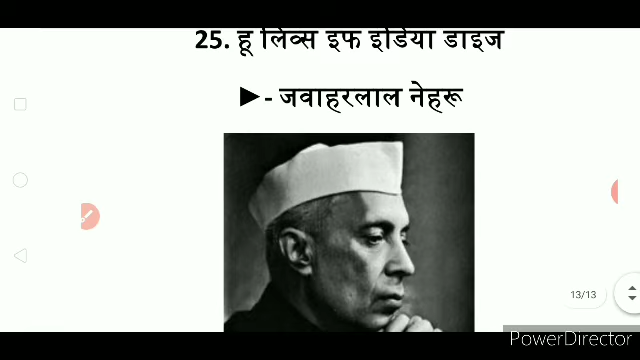 25. हू लिव्स इफ इंडिया डाइज
►- जवाहरलाल नेहरू
13/13
PowerDirector